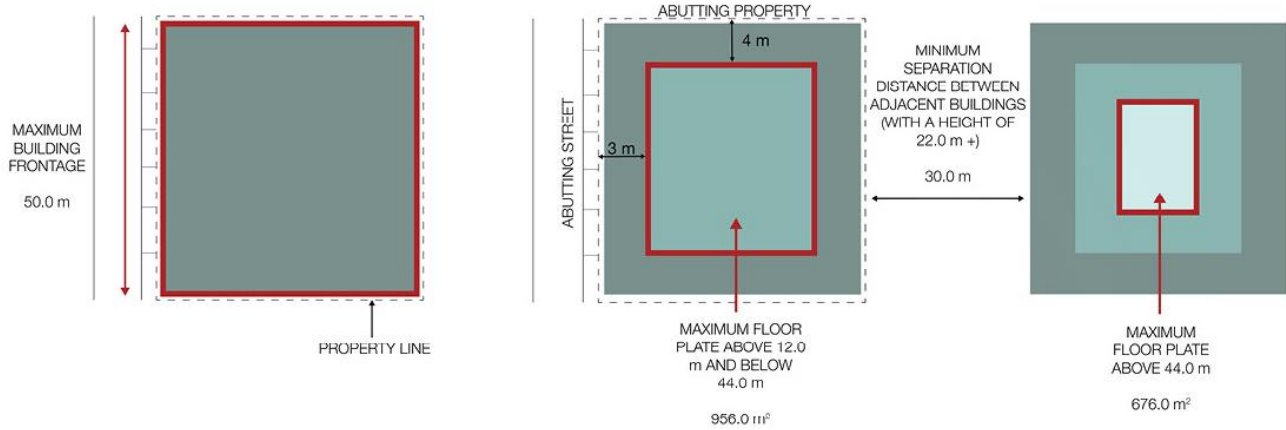 MAXIMUM
BUILDING
FRONTAGE
50.0 m
PROPERTY LINE
ABUTTING STREET
ABUTTING PROPERTY
4 m
3 m
MAXIMUM FLOOR
PLATE ABOVE 12.0
m AND BELOW
44.0 m
956.0 m²
MINIMUM
SEPARATION
DISTANCE BETWEEN
ADJACENT BUILDINGS
(WITH A HEIGHT OF
22.0 m +)
30.0 m
MAXIMUM
FLOOR PLATE
ABOVE 44.0 m
676.0 m²